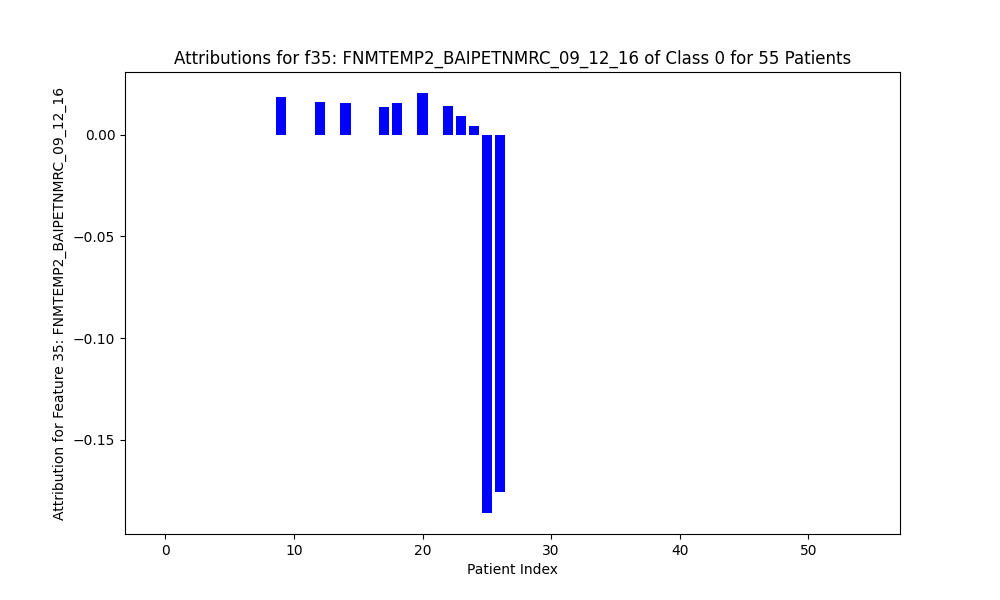 Attributions for f35: FNMTEMP2_BAIPETNMRC_09_12_16 of Class 0 for 55 Patients
Attribution for Feature 35: FNMTEMP2_BAIPETNMRC_09_12_16
0.00
−0.05
−0.10
−0.15
0 10 20 30 40 50
Patient Index